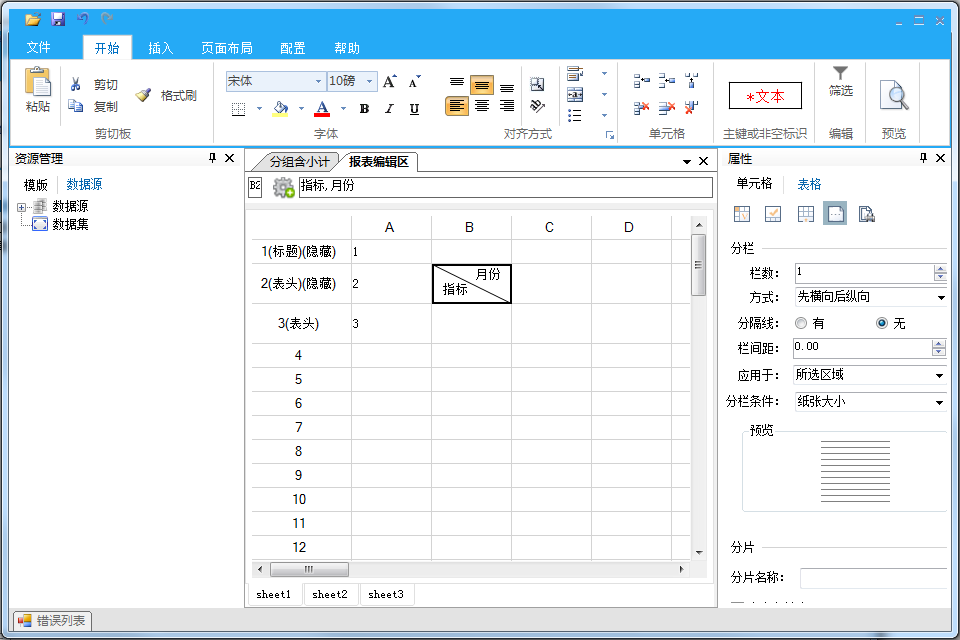 文件 开始 插入 页面布局 配置 帮助
粘贴 剪切 复制 格式刷
剪贴板
宋体 10磅
A A
A B I U
字体
对齐方式
单元格
*文本
主键或非空标识
筛选
编辑
预览
预览
资源管理
模版 数据源
数据源
数据集
分组含小计 报表编辑区
B2 指标,月份
A B C D
1(标题)(隐藏) 1
2(表头)(隐藏) 2 月份
指标
3(表头) 3
4
5
6
7
8
9
10
11
12
sheet1 sheet2 sheet3
属性
单元格 表格
分栏
栏数: 1
方式: 先横向后纵向
分隔线: 有 无
栏间距: 0.00
应用于: 所选区域
分栏条件: 纸张大小
预览
分片
分片名称:
错误列表